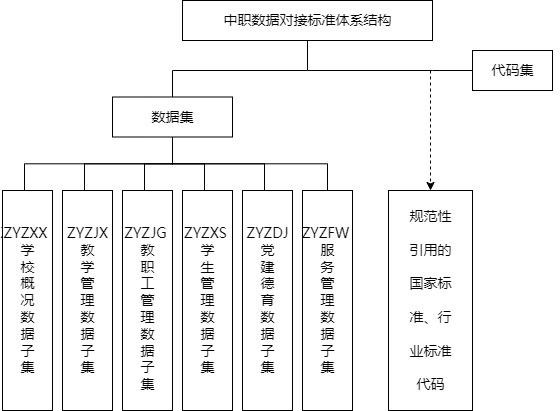 中职数据对接标准体系结构
代码集
数据集
ZYZXX
学校概况数据子集
ZYZJX
教学管理数据子集
ZYZJG
教职工管理数据子集
ZYZXS
学生管理数据子集
ZYZDJ
党建德育数据子集
ZYZFW
服务管理数据子集
规范性
引用的
国家标
准、行
业标准
代码